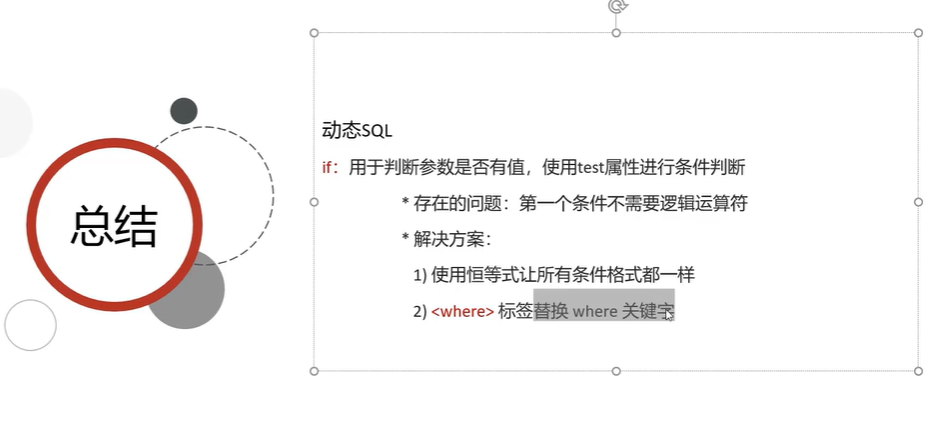 总结
动态SQL
if：用于判断参数是否有值，使用test属性进行条件判断
* 存在的问题：第一个条件不需要逻辑运算符
* 解决方案：
1) 使用恒等式让所有条件格式都一样
2) <where> 标签替换 where 关键字